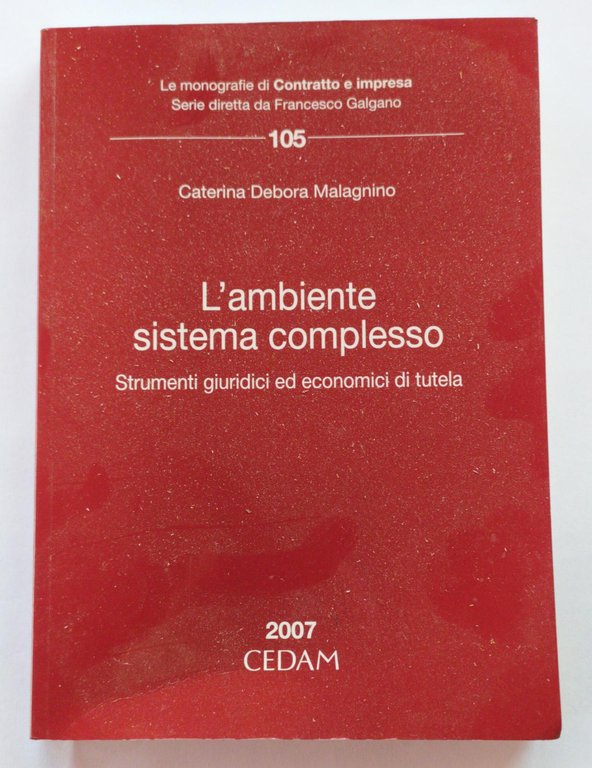 Le monografie di Contratto e impresa
Serie diretta da Francesco Galgano
105
Caterina Debora Malagnino
L'ambiente
sistema complesso
Strumenti giuridici ed economici di tutela
2007
CEDAM